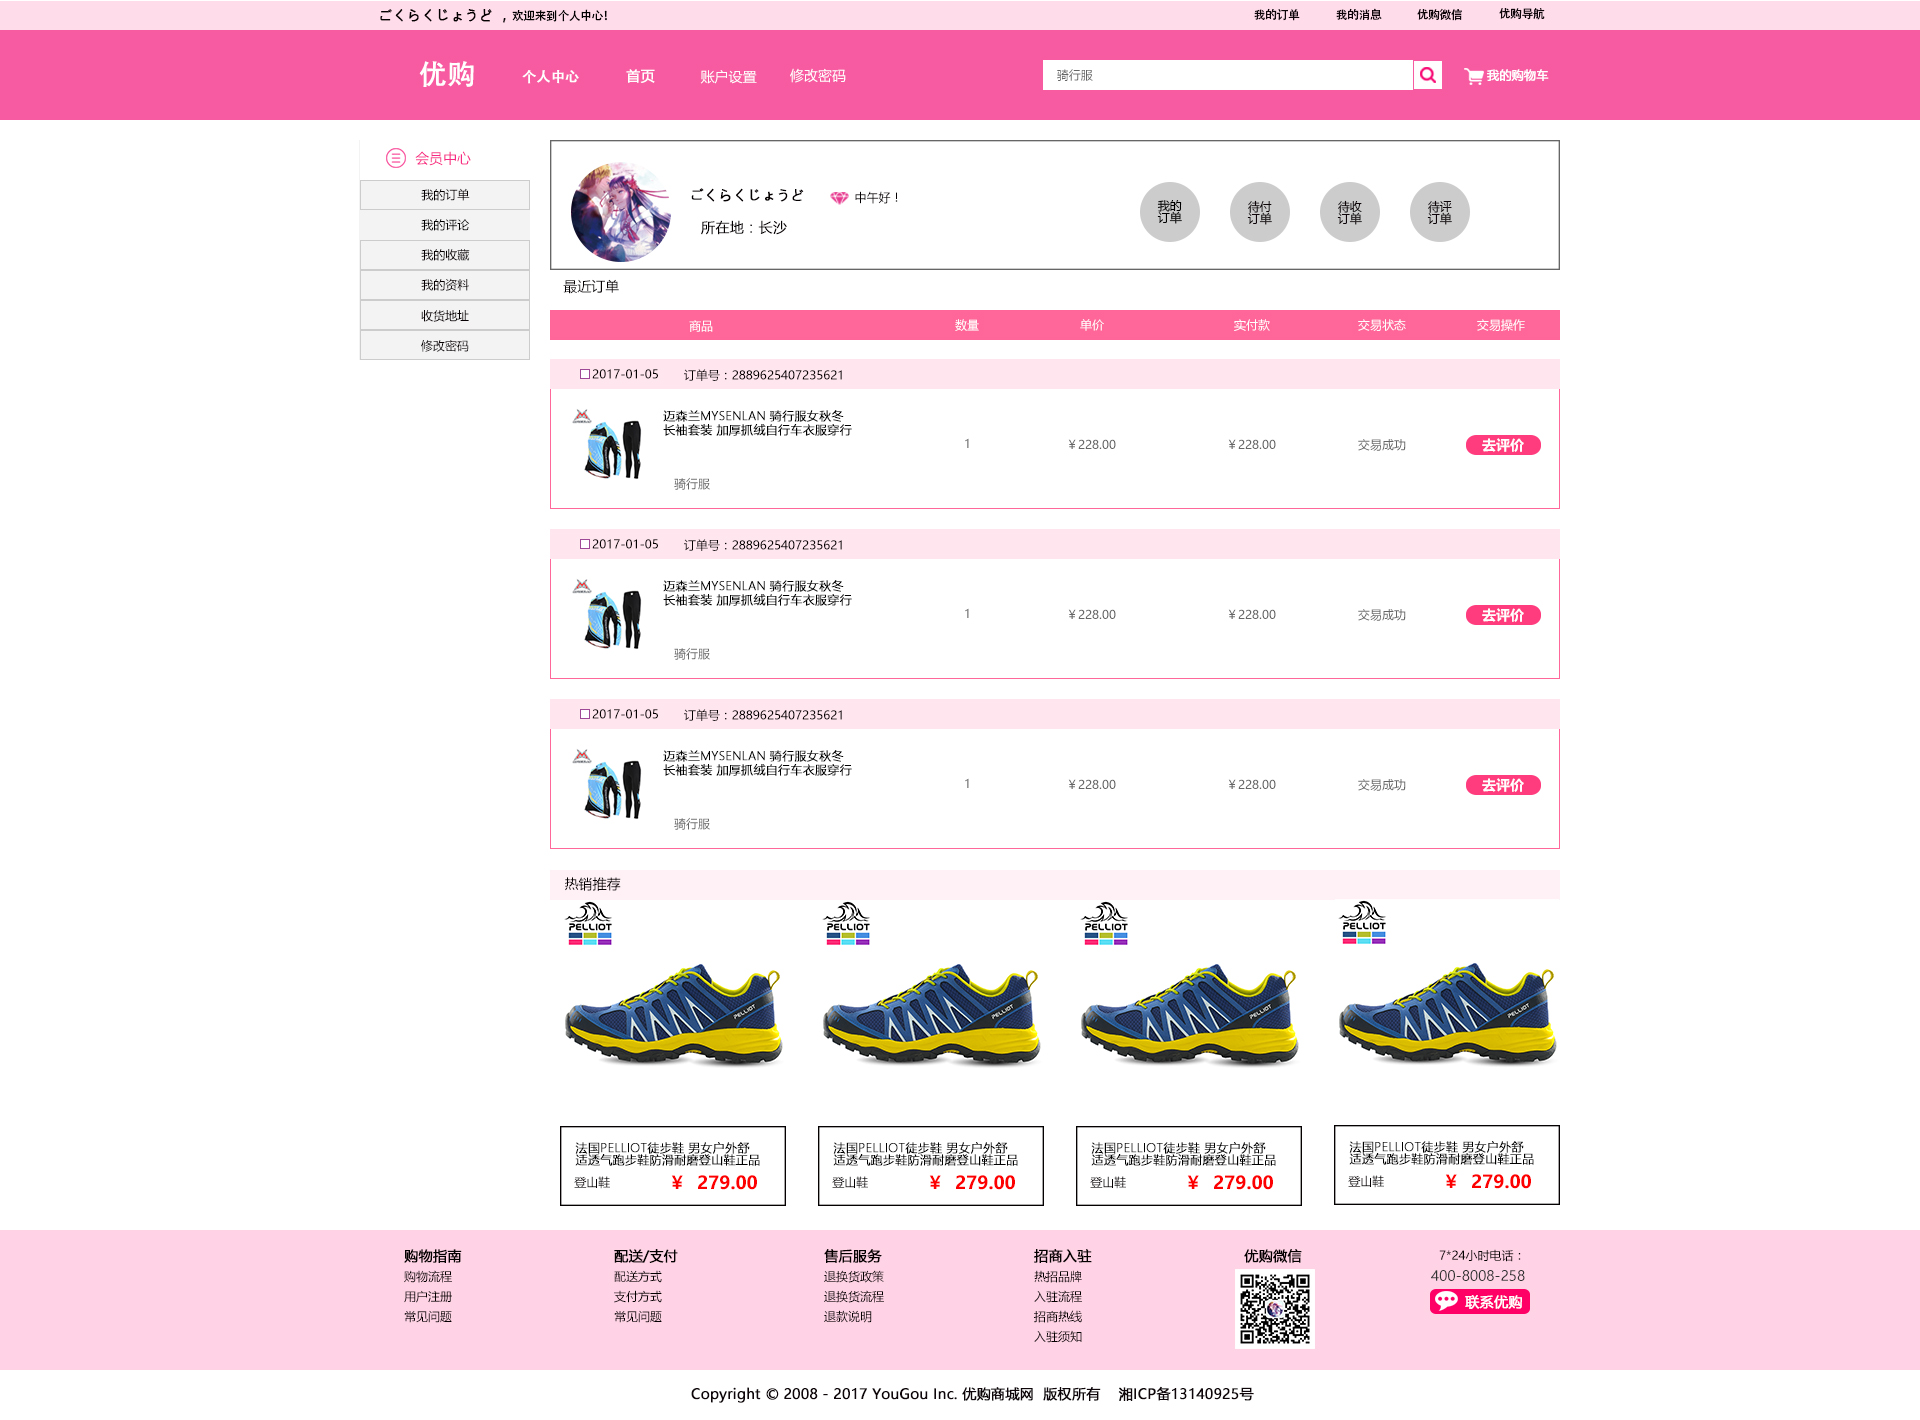 ごくらくじょうど ，欢迎来到个人中心！
我的订单 我的消息 优购微信 优购导航
优购 个人中心 首页 账户设置 修改密码 骑行服 我的购物车
会员中心
我的订单
我的评论
我的收藏
我的资料
收货地址
修改密码
ごくらくじょうど 中午好！
所在地：长沙
我的
订单
待付
订单
待收
订单
待评
订单
最近订单
商品 数量 单价 实付款 交易状态 交易操作
2017-01-05 订单号：2889625407235621
迈森兰MYSENLAN 骑行服女秋冬
长袖套装 加厚抓绒自行车衣服穿行
1 ￥228.00 ￥228.00 交易成功 去评价
骑行服
2017-01-05 订单号：2889625407235621
迈森兰MYSENLAN 骑行服女秋冬
长袖套装 加厚抓绒自行车衣服穿行
1 ￥228.00 ￥228.00 交易成功 去评价
骑行服
2017-01-05 订单号：2889625407235621
迈森兰MYSENLAN 骑行服女秋冬
长袖套装 加厚抓绒自行车衣服穿行
1 ￥228.00 ￥228.00 交易成功 去评价
骑行服
热销推荐
PELLIOT PELLIOT PELLIOT PELLIOT
PELLIOT PELLIOT PELLIOT PELLIOT
法国PELLIOT徒步鞋 男女户外舒
适透气跑步鞋防滑耐磨登山鞋正品
登山鞋 ￥ 279.00
法国PELLIOT徒步鞋 男女户外舒
适透气跑步鞋防滑耐磨登山鞋正品
登山鞋 ￥ 279.00
法国PELLIOT徒步鞋 男女户外舒
适透气跑步鞋防滑耐磨登山鞋正品
登山鞋 ￥ 279.00
法国PELLIOT徒步鞋 男女户外舒
适透气跑步鞋防滑耐磨登山鞋正品
登山鞋 ￥ 279.00
购物指南
购物流程
用户注册
常见问题
配送/支付
配送方式
支付方式
常见问题
售后服务
退换货政策
退换货流程
退款说明
招商入驻
热招品牌
入驻流程
招商热线
入驻须知
优购微信
7*24小时电话：
400-8008-258
联系优购
Copyright © 2008 - 2017 YouGou Inc. 优购商城网 版权所有 湘ICP备13140925号